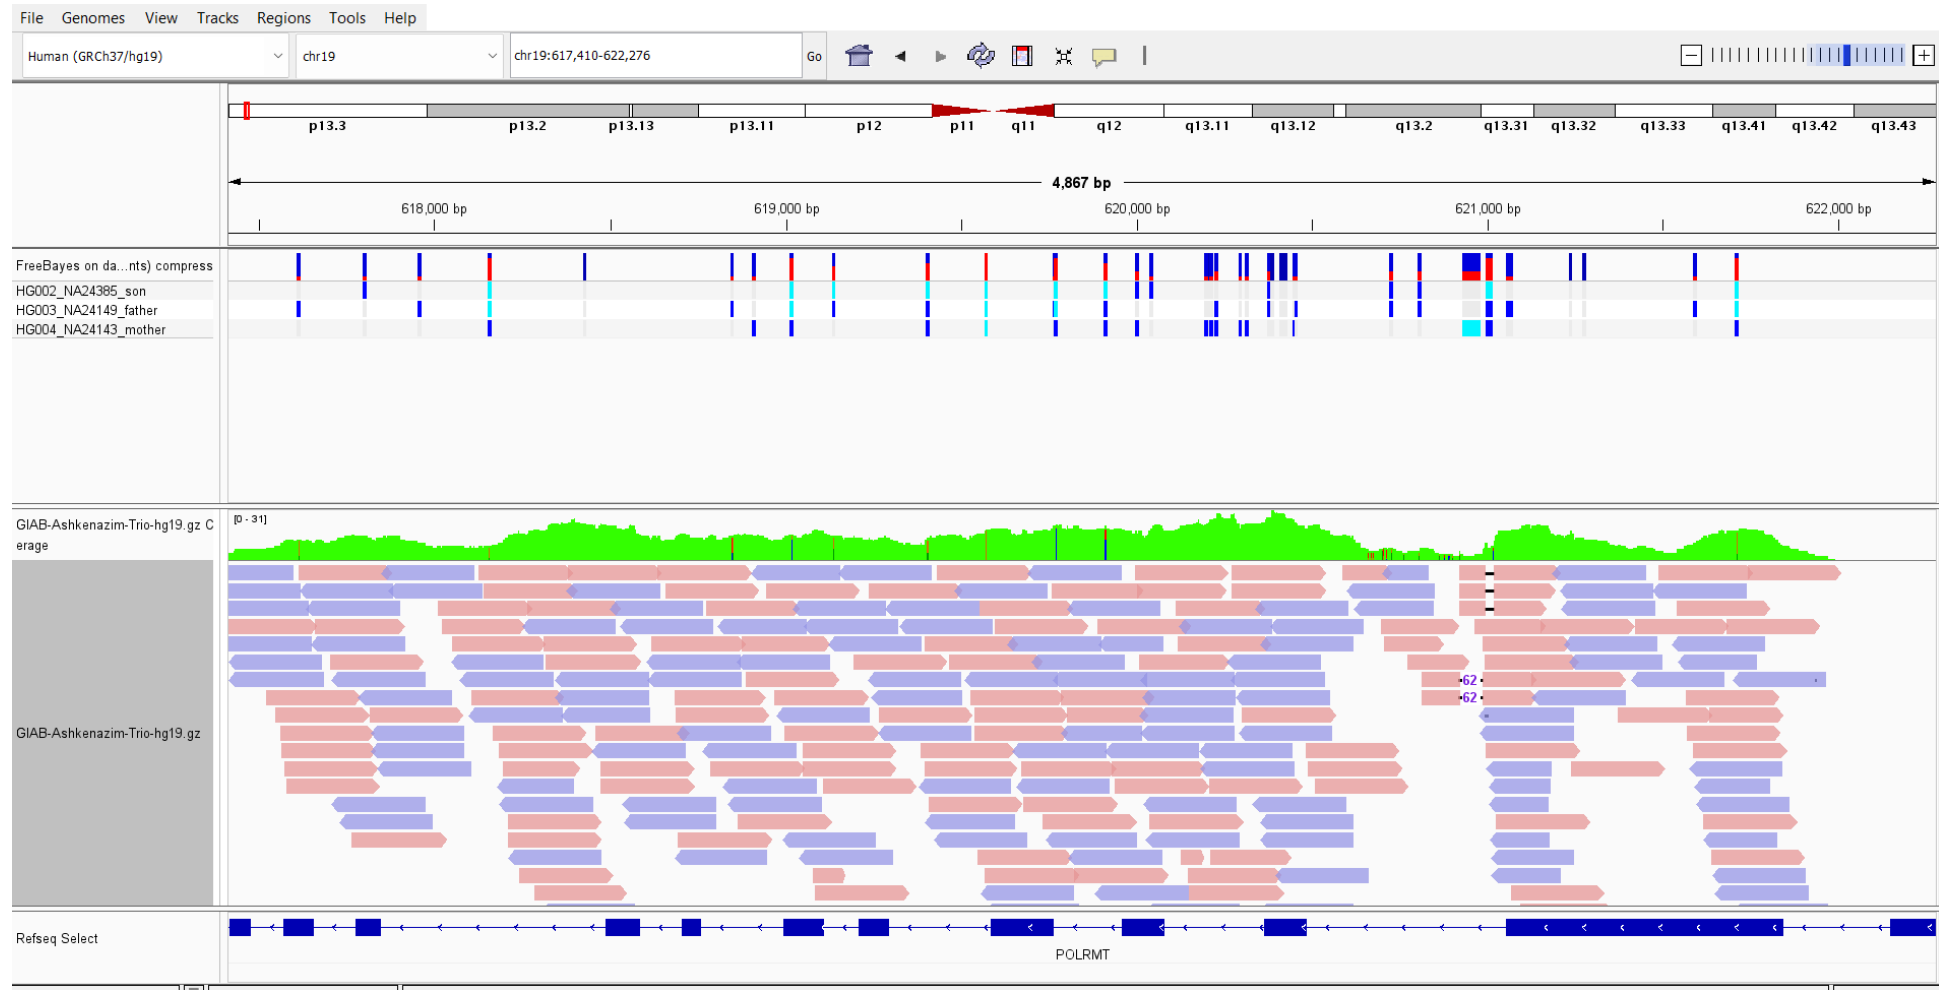 File Genomes View Tracks Regions Tools Help
Human (GRCh37/hg19) chr19 chr19:617,410-622,276 Go
p13.3 p13.2 p13.13 p13.11 p12 p11 q11 q12 q13.11 q13.12 q13.2 q13.31 q13.32 q13.33 q13.41 q13.42 q13.43
4,867 bp
618,000 bp 619,000 bp 620,000 bp 621,000 bp 622,000 bp
FreeBayes on da...nts) compress
HG002_NA24385_son
HG003_NA24149_father
HG004_NA24143_mother
GIAB-Ashkenazim-Trio-hg19.gz C
erage
[0 - 31]
62
62
GIAB-Ashkenazim-Trio-hg19.gz
Refseq Select
POLRMT